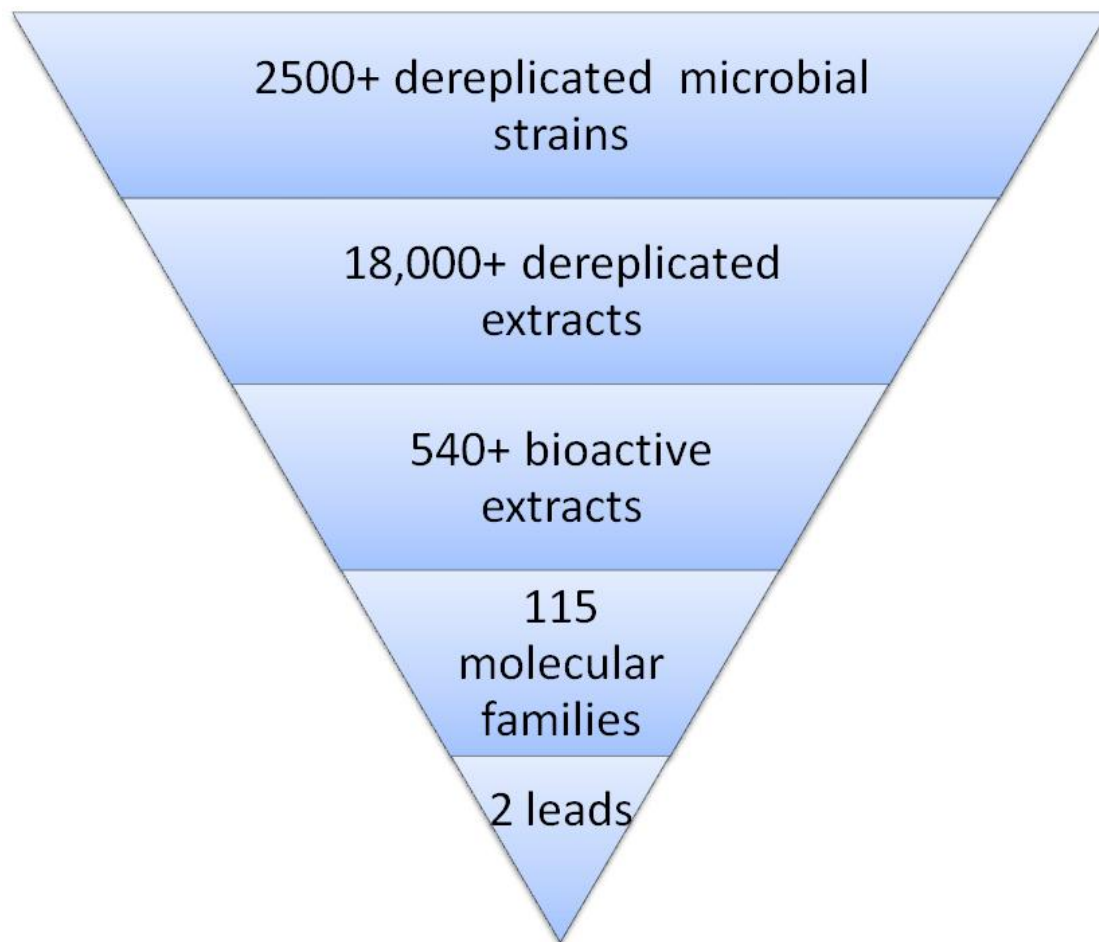 2500+ dereplicated microbial
strains
18,000+ dereplicated
extracts
540+ bioactive
extracts
115
molecular
families
2 leads